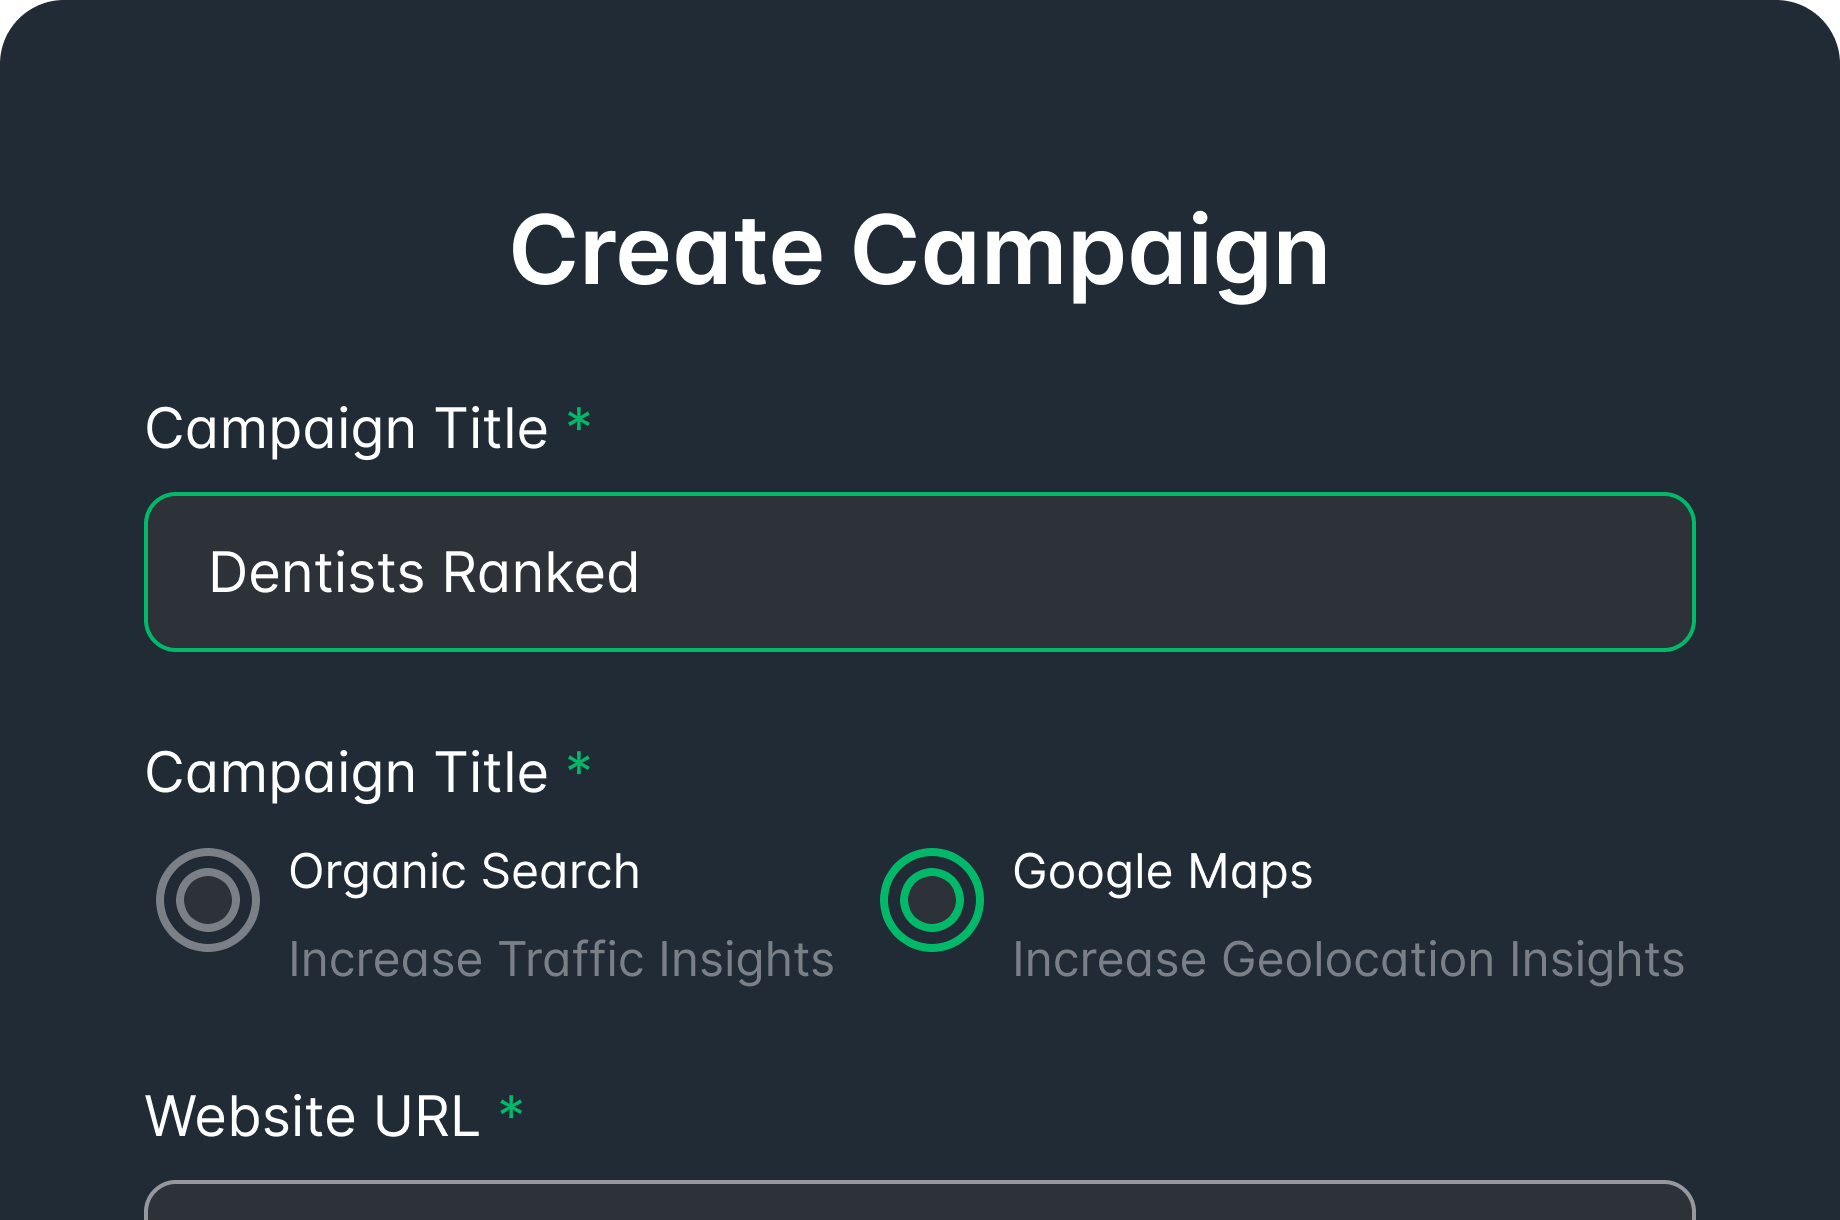 Create Campaign
Campaign Title *
Dentists Ranked
Campaign Title *
Organic Search
Increase Traffic Insights
Google Maps
Increase Geolocation Insights
Website URL *